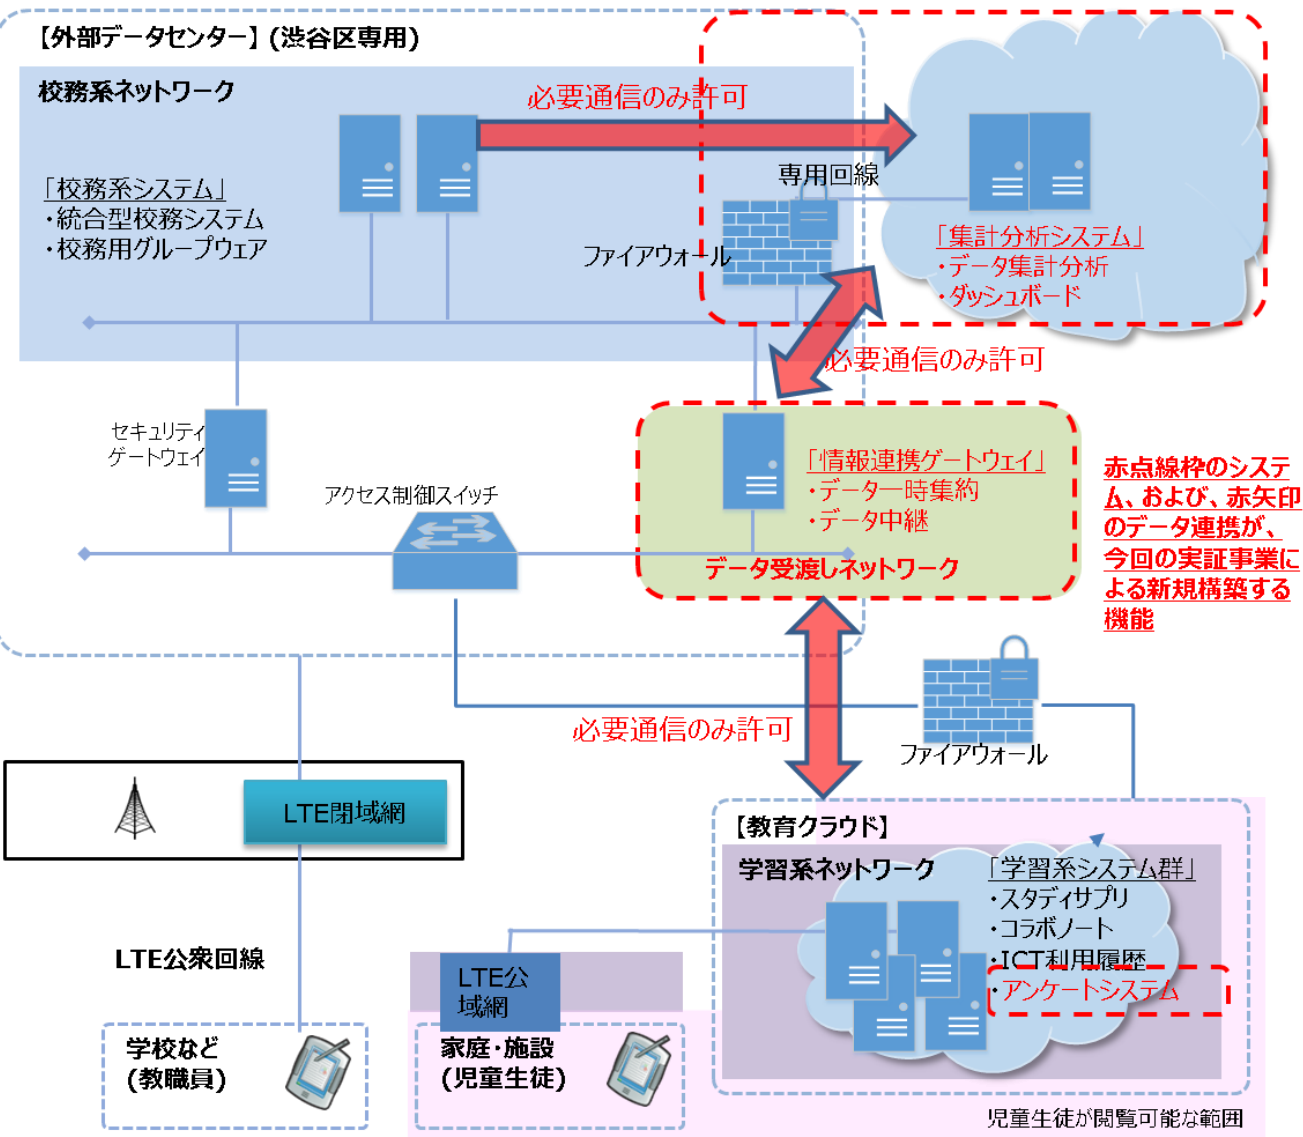 【外部データセンター】(渋谷区専用)
校務系ネットワーク
必要通信のみ許可
「校務系システム」
・統合型校務システム
・校務用グループウェア
専用回線
ファイアウォール
「集計分析システム」
・データ集計分析
・ダッシュボード
必要通信のみ許可
セキュリティ
ゲートウェイ
アクセス制御スイッチ
「情報連携ゲートウェイ」
・データ一時集約
・データ中継
データ受渡しネットワーク
赤点線枠のシステ
ム、および、赤矢印
のデータ連携が、
今回の実証事業に
よる新規構築する
機能
必要通信のみ許可
ファイアウォール
LTE閉域網
【教育クラウド】
学習系ネットワーク
「学習系システム群」
・スタディサプリ
・コラボノート
・ICT利用履歴
・アンケートシステム
LTE公衆回線
LTE公
域網
学校など
(教職員)
家庭・施設
(児童生徒)
児童生徒が閲覧可能な範囲